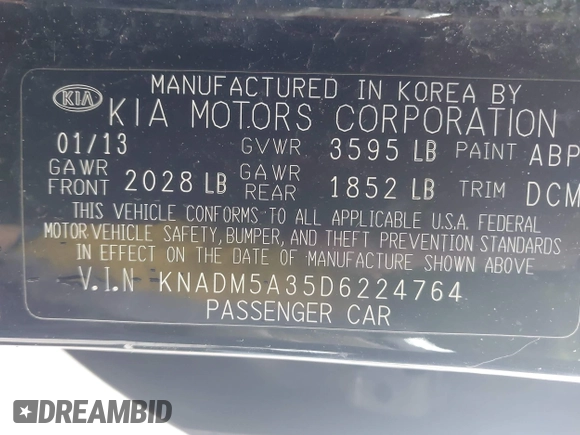 MANUFACTURED IN KOREA BY
KIA KIA MOTORS CORPORATION
01/13 GVWR 3595 LB PAINT ABP
GAWR FRONT 2028 LB GAWR REAR 1852 LB TRIM DCM
THIS VEHICLE CONFORMS TO ALL APPLICABLE U.S.A. FEDERAL
MOTOR VEHICLE SAFETY, BUMPER, AND THEFT PREVENTION STANDARDS
IN EFFECT ON THE DATE OF MANUFACTURE SHOWN ABOVE
V.I.N KNADM5A35D6224764
PASSENGER CAR
DREAMBID